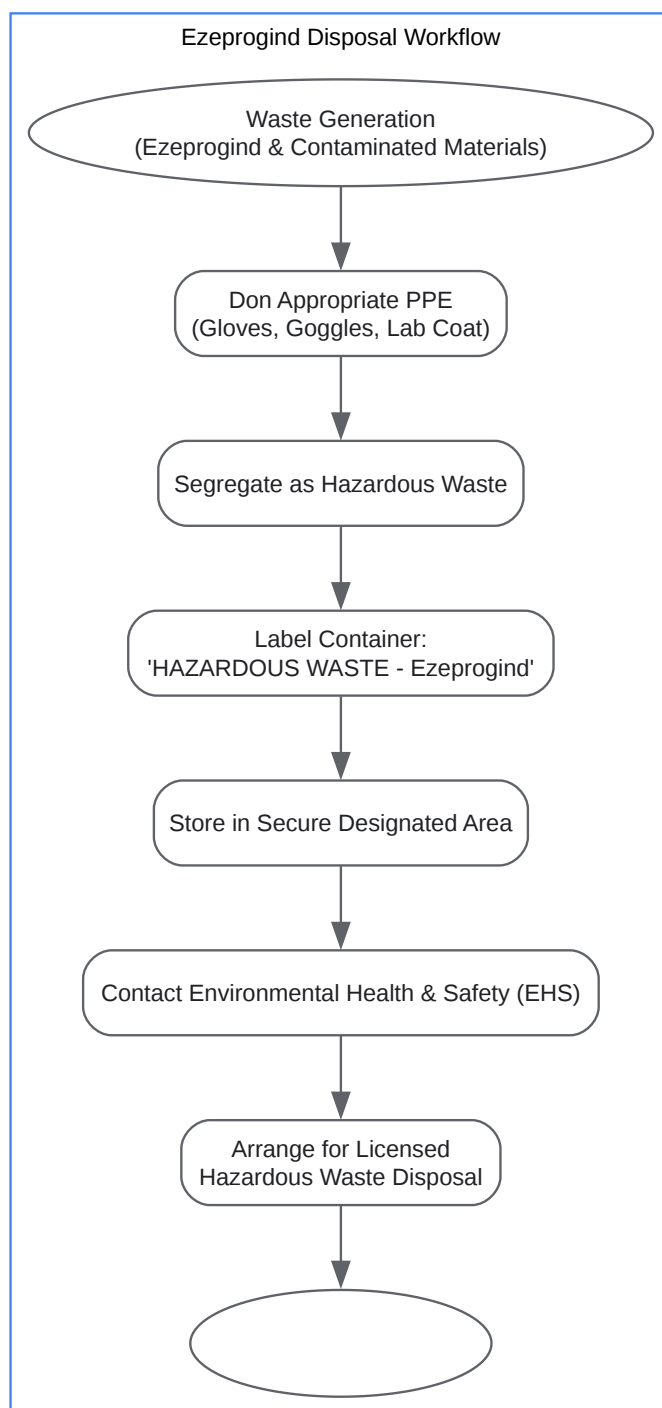 Ezeprogind Disposal Workflow
Waste Generation
(Ezeprogind & Contaminated Materials)
Don Appropriate PPE
(Gloves, Goggles, Lab Coat)
Segregate as Hazardous Waste
Label Container:
'HAZARDOUS WASTE - Ezeprogind'
Store in Secure Designated Area
Contact Environmental Health & Safety (EHS)
Arrange for Licensed
Hazardous Waste Disposal